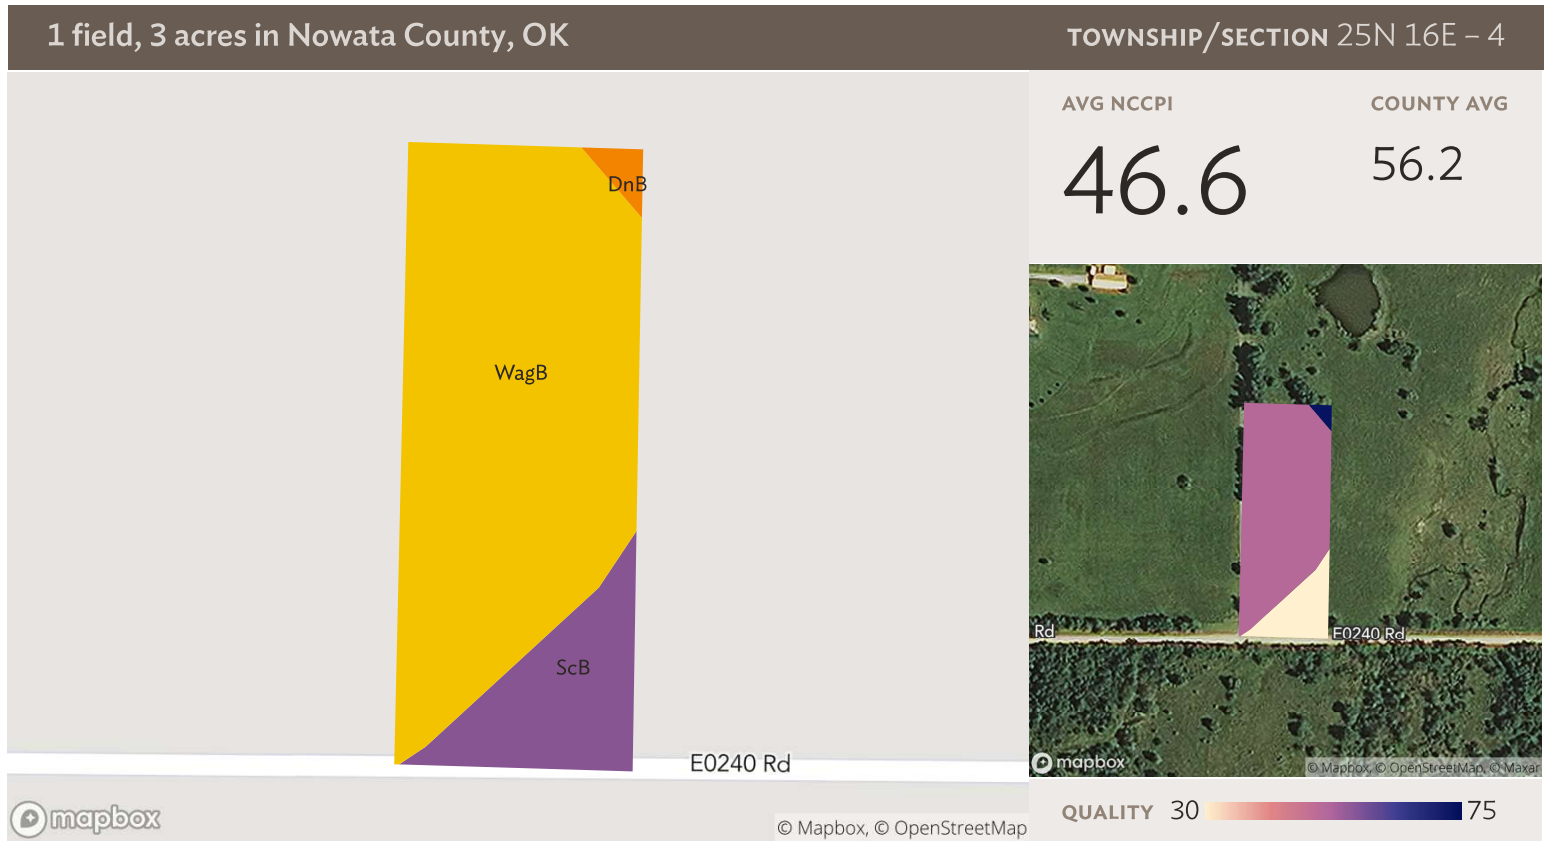 1 field, 3 acres in Nowata County, OK
TOWNSHIP/SECTION 25N 16E – 4
AVG NCCPI
COUNTY AVG
46.6
56.2
DnB
WagB
ScB
E0240 Rd
mapbox
© Mapbox, © OpenStreetMap
Rd
E0240 Rd
mapbox
© Mapbox, © OpenStreetMap, © Maxar
QUALITY 30 75